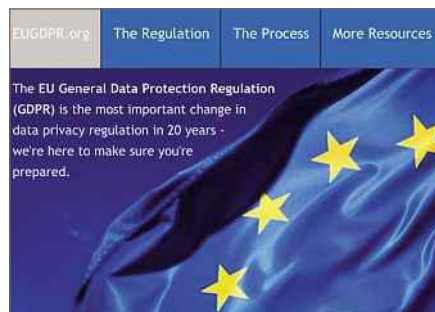 EUGDPR.org
The Regulation
The Process
More Resources
The EU General Data Protection Regulation
(GDPR) is the most important change in
data privacy regulation in 20 years -
we're here to make sure you're
prepared.